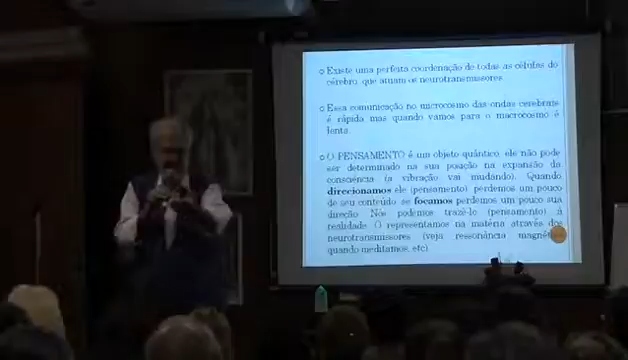 Existe uma perfeita coordenação de todas as células do
cérebro, que atuam os neurotransmissores.
Essa comunicação no microcosmo das ondas cerebrais
é rápida mas quando vamos para o macrocosmo é
lenta.
O PENSAMENTO é um objeto quântico, ele não pode
ser determinado na sua posição na expansão da
consciência (a vibração vai mudando). Quando
direcionamos ele (pensamento) perdemos um pouco
de seu conteúdo se focamos perdemos um pouco sua
direção Nós podemos trazê-lo (pensamento) à
realidade. O representamos na matéria através dos
neurotransmissores (veja ressonância
quando meditamos, etc)